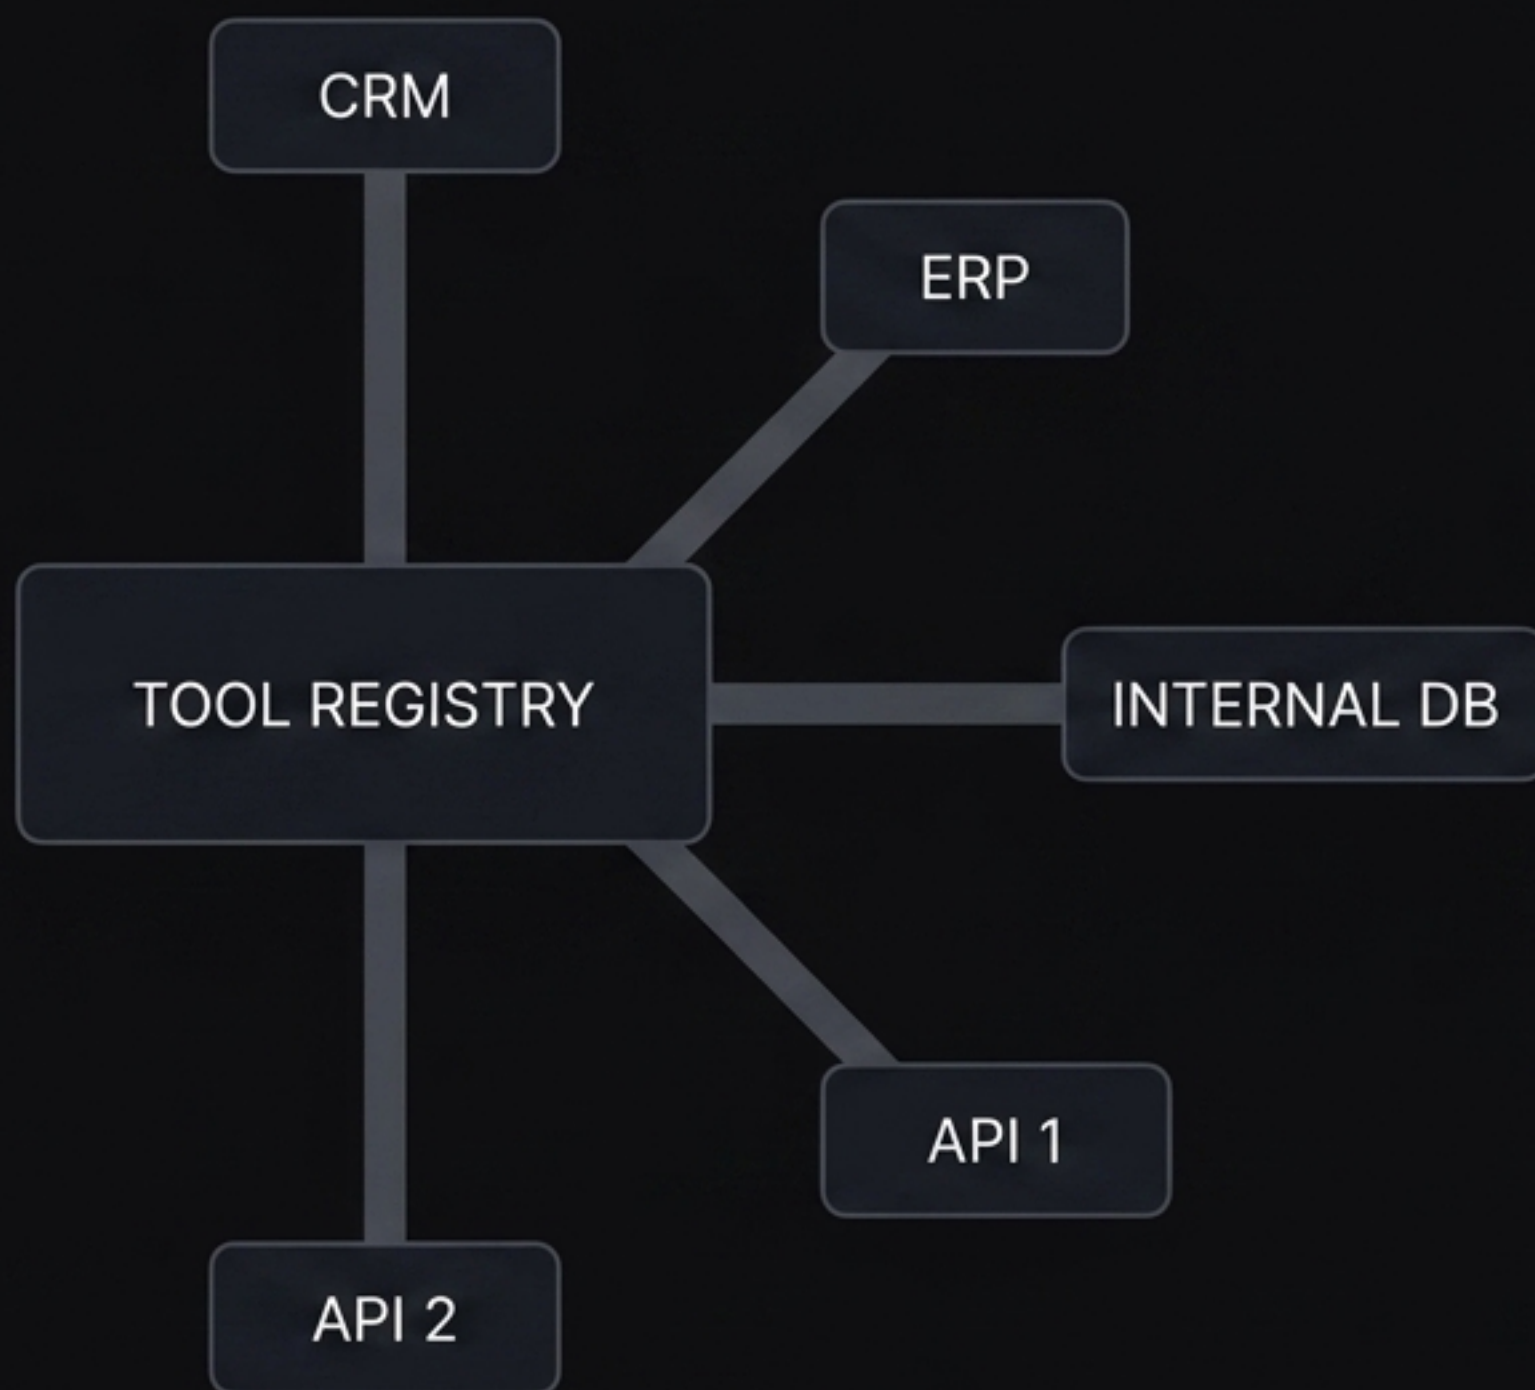 CRM
ERP
TOOL REGISTRY
INTERNAL DB
API 1
API 2